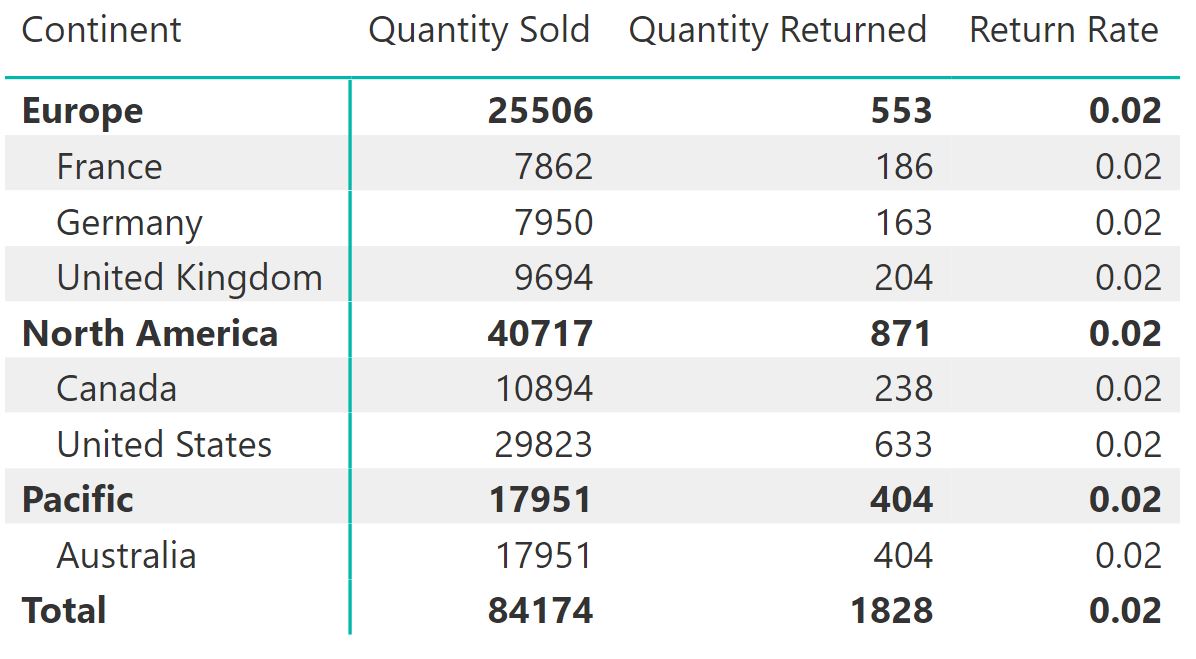 Continent Quantity Sold Quantity Returned Return Rate
Europe 25506 553 0.02
France 7862 186 0.02
Germany 7950 163 0.02
United Kingdom 9694 204 0.02
North America 40717 871 0.02
Canada 10894 238 0.02
United States 29823 633 0.02
Pacific 17951 404 0.02
Australia 17951 404 0.02
Total 84174 1828 0.02